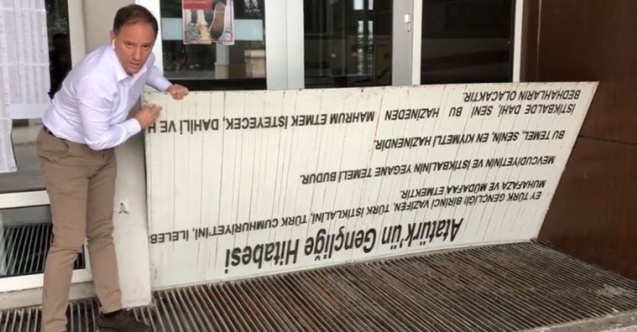 Atatürk'ün Gençliğe Hitabesi
EY TÜRK GENÇLİĞİ BİRİNCİ VAZİFEN, TÜRK İSTİKLALİNİ, TÜRK CUMHURİYETİNİ, İLELEB
MUHAFAZA VE MÜDAFAA ETMEKTİR.
MEVCUDİYETİNİN VE İSTİKBALİNİN YEGANE TEMELİ BUDUR.
BU TEMEL, SENİN, EN KIYMETLİ HAZİNENDİR.
İSTİKBALDE DAHİ, SENİ, BU HAZİNEDEN MAHRUM ETMEK İSTEYECEK, DAHİLİ VE H
BEDHAHLARIN OLACAKTIR.